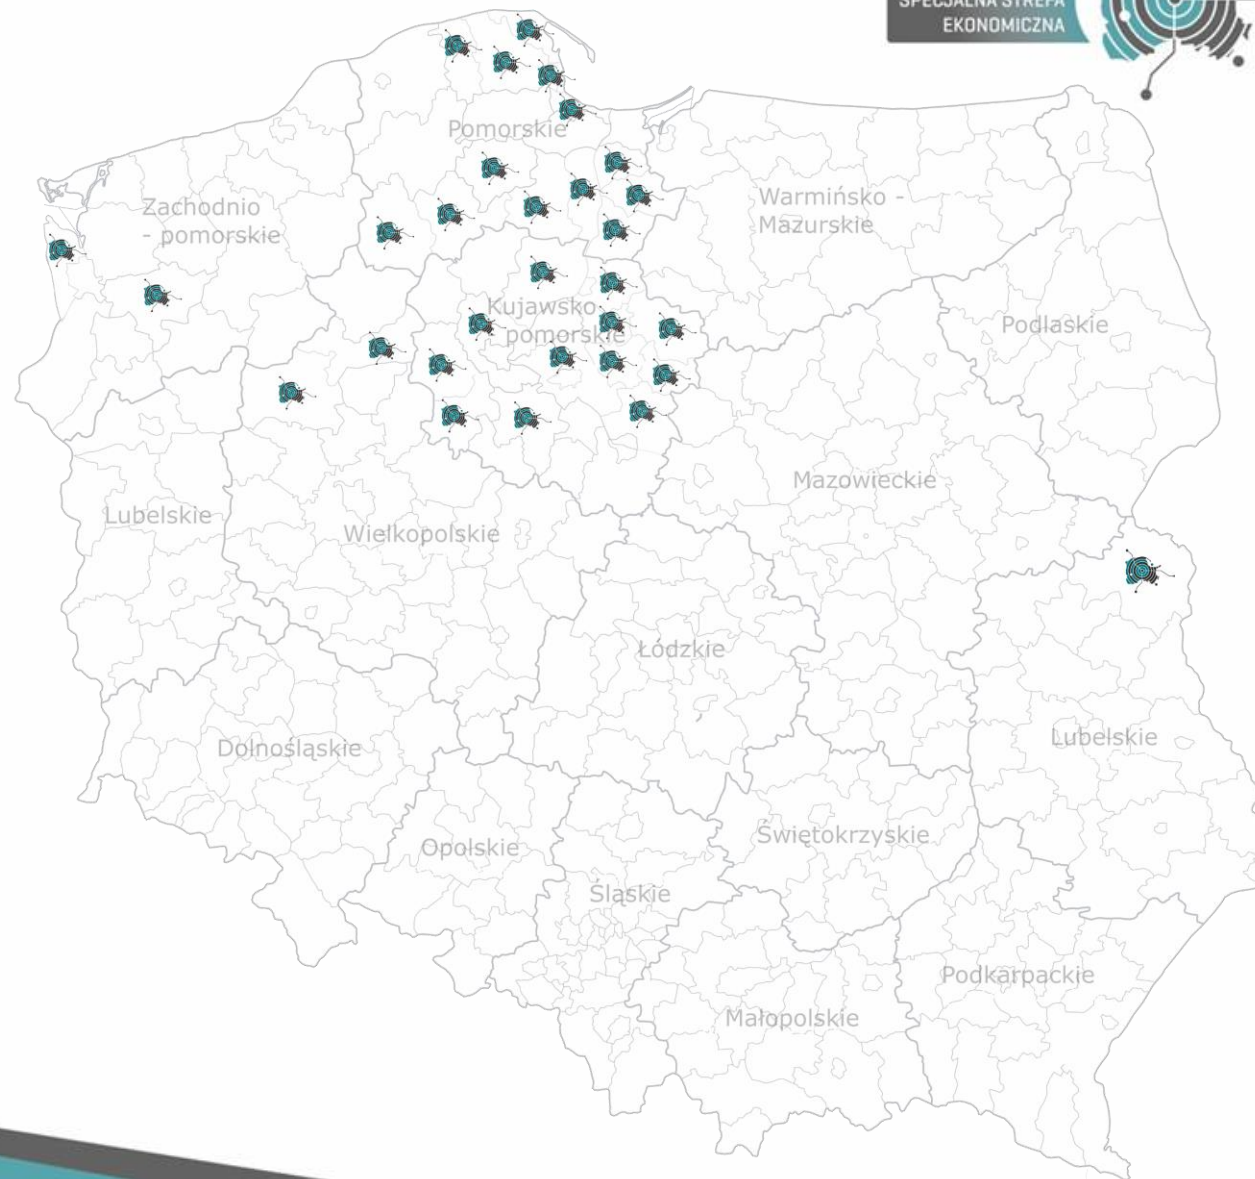 SPECJALNA STREFA
EKONOMICZNA
Pomorskie
Zachodnio
- pomorskie
Warmińsko -
Mazurskie
Kujawsko-
pomorskie
Podlaskie
Mazowieckie
Lubelskie
Wielkopolskie
Łódzkie
Dolnośląskie
Lubelskie
Opolskie
Świętokrzyskie
Śląskie
Podkarpackie
Małopolskie